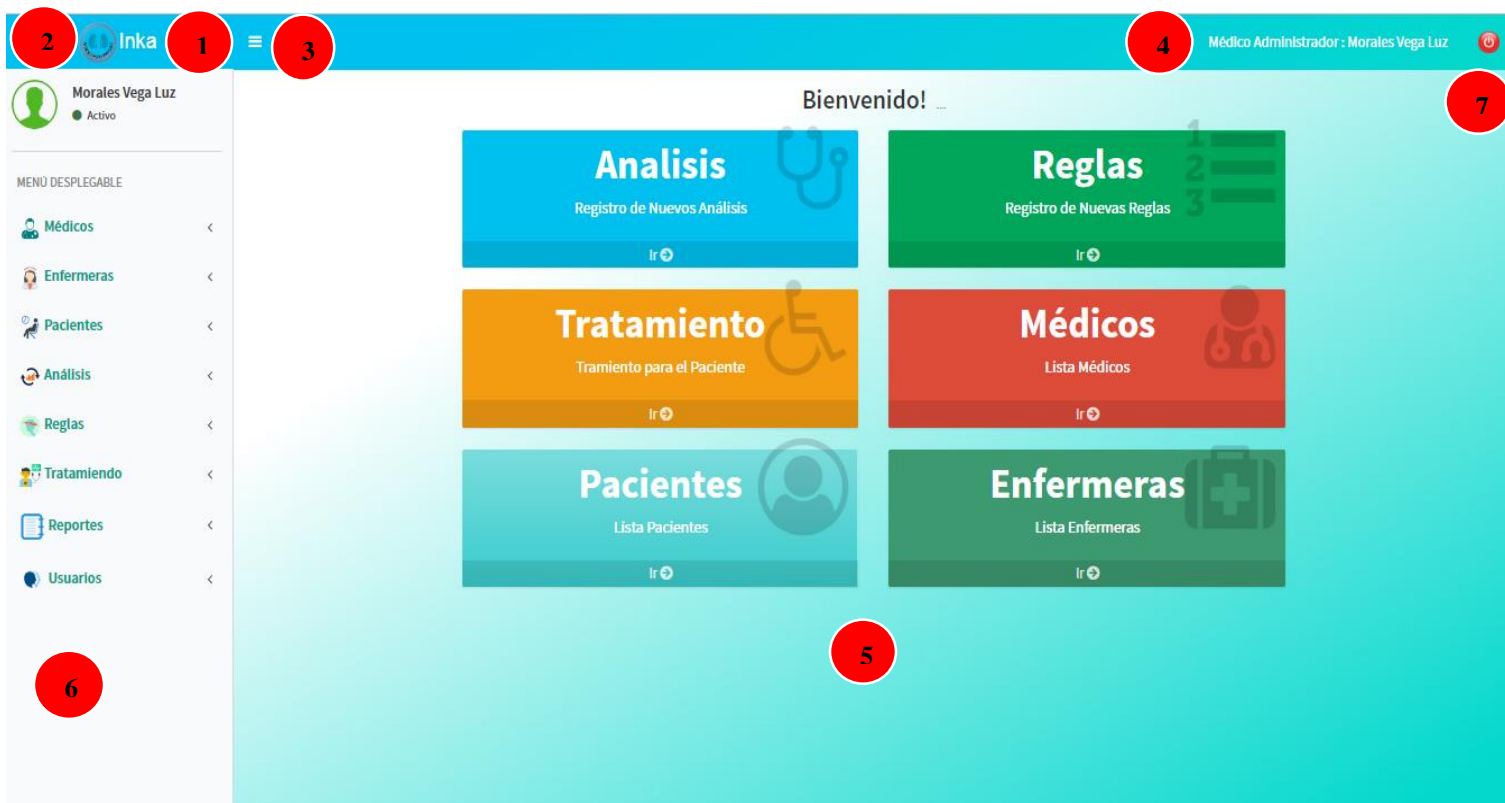 2
Inka
1
3
4
Médico Administrador : Morales Vega Luz
Morales Vega Luz
Activo
7
Bienvenido! ...
MENÚ DESPLEGABLE
Médicos
Enfermeras
Pacientes
Análisis
Reglas
Tratamiendo
Reportes
Usuarios
6
Analisis
Registro de Nuevos Análisis
Ir
Reglas
Registro de Nuevas Reglas
1
2
3
Ir
Tratamiento
Tramiento para el Paciente
Ir
Médicos
Lista Médicos
Ir
Pacientes
Lista Pacientes
Ir
Enfermeras
Lista Enfermeras
Ir
5